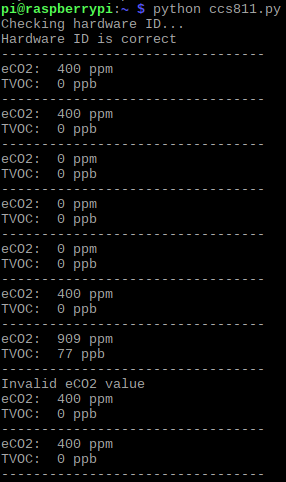 pi@raspberrypi:~ $ python ccs811.py
Checking hardware ID...
Hardware ID is correct
---------------------------------
eCO2:  400 ppm
TVOC:  0 ppb
---------------------------------
eCO2:  400 ppm
TVOC:  0 ppb
---------------------------------
eCO2:  0 ppm
TVOC:  0 ppb
---------------------------------
eCO2:  0 ppm
TVOC:  0 ppb
---------------------------------
eCO2:  0 ppm
TVOC:  0 ppb
---------------------------------
eCO2:  400 ppm
TVOC:  0 ppb
---------------------------------
eCO2:  909 ppm
TVOC:  77 ppb
---------------------------------
Invalid eCO2 value
eCO2:  400 ppm
TVOC:  0 ppb
---------------------------------
eCO2:  400 ppm
TVOC:  0 ppb
---------------------------------